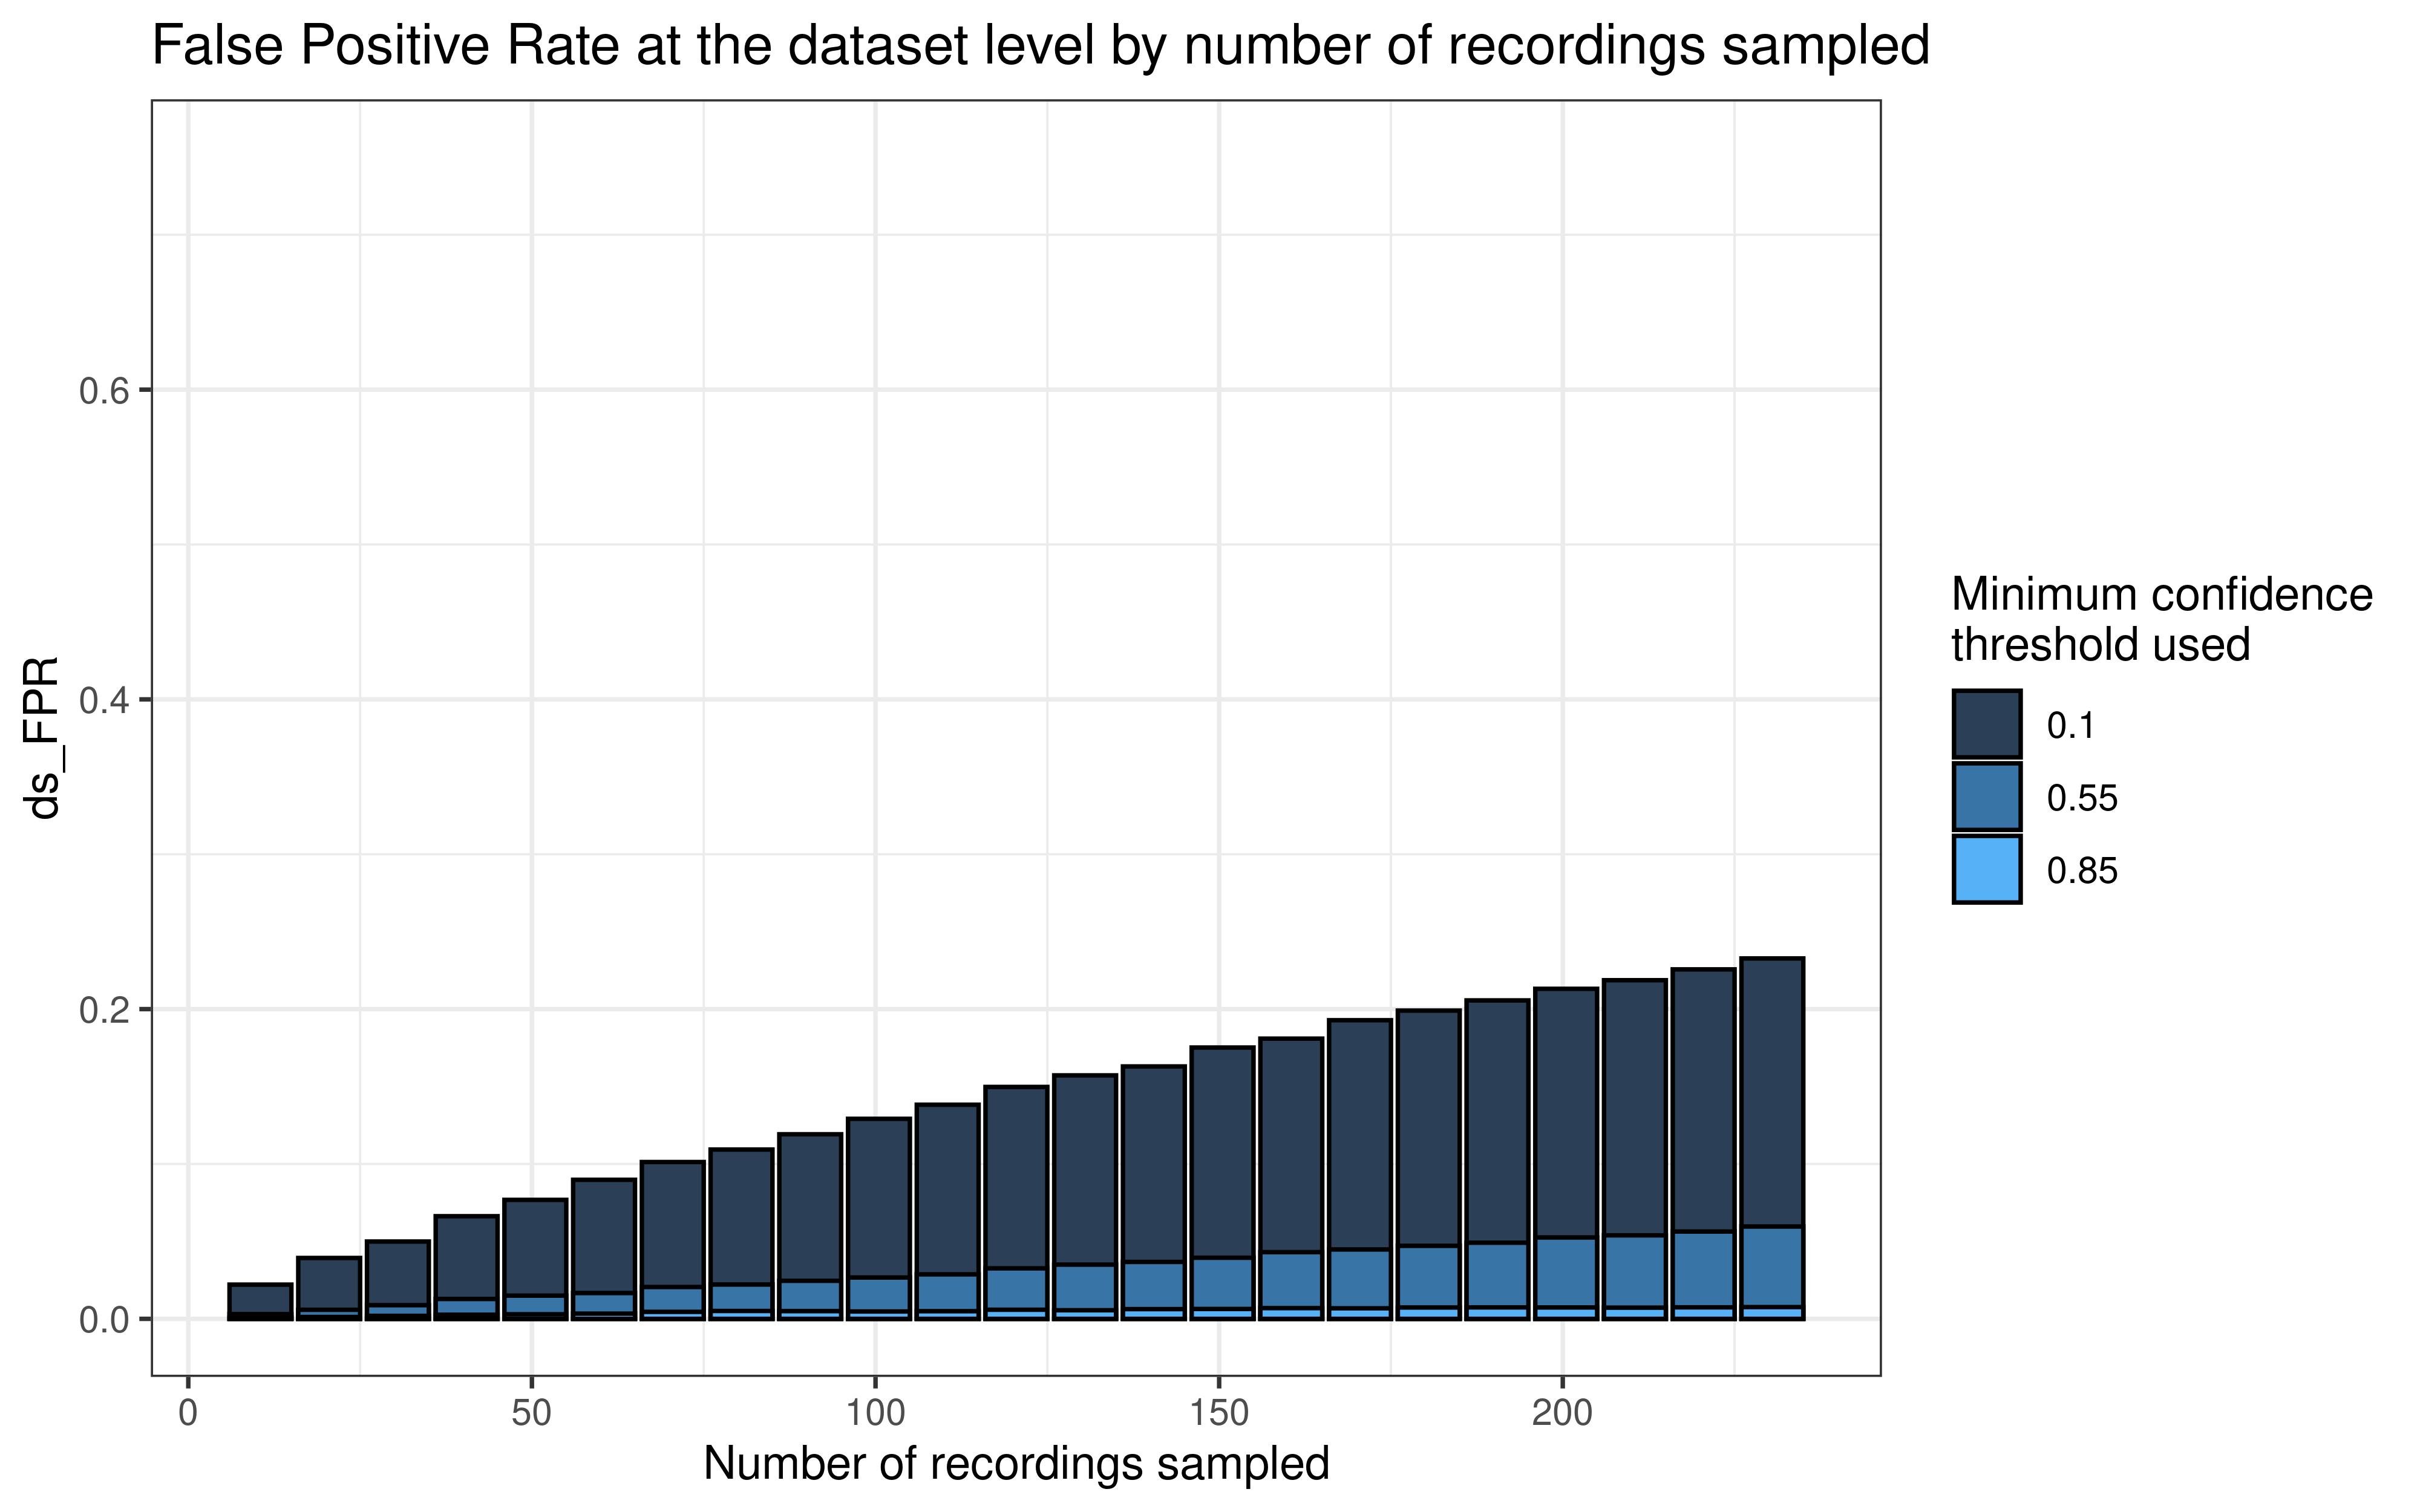 False Positive Rate at the dataset level by number of recordings sampled
ds_FPR
0.6
0.4
0.2
0.0
0 50 100 150 200
Number of recordings sampled
Minimum confidence
threshold used
0.1
0.55
0.85